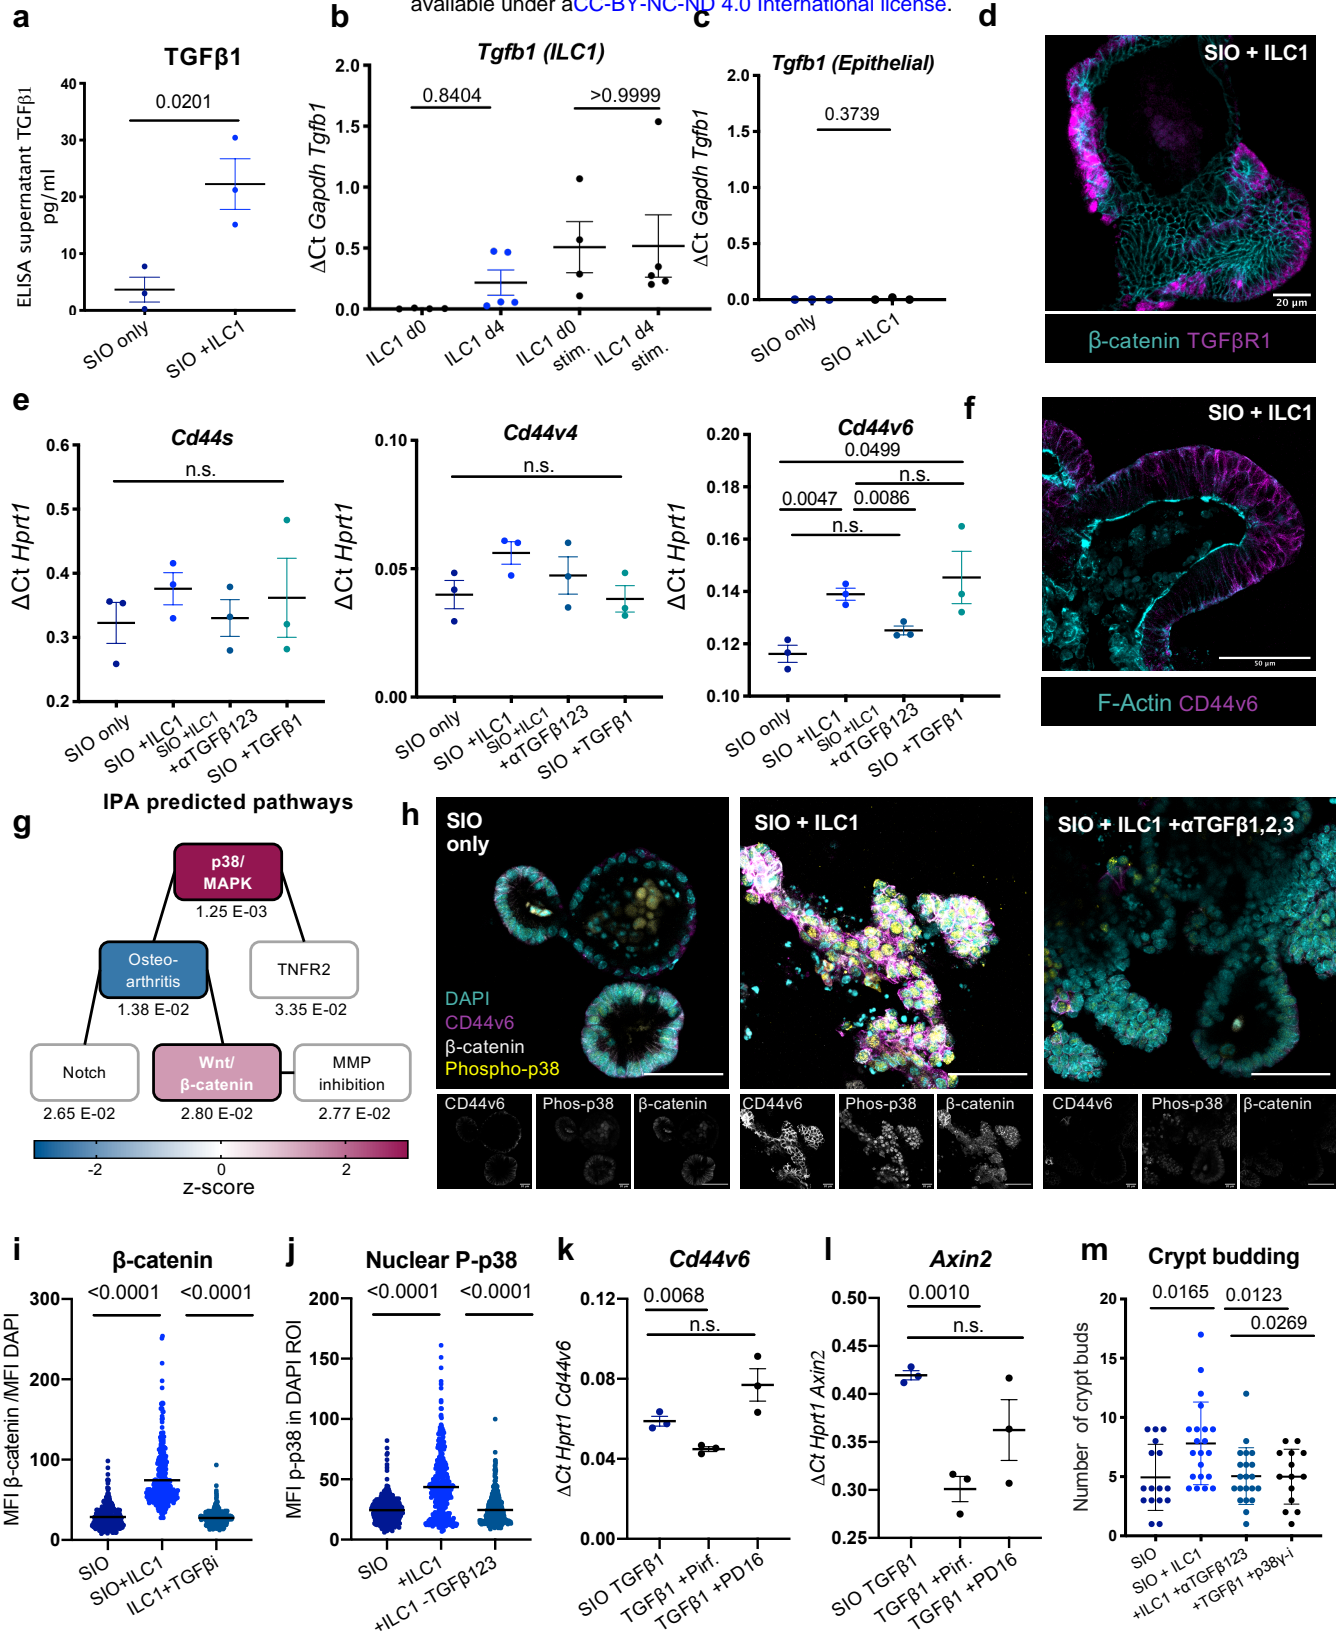 available under aCC-BY-NC-ND 4.0 International license.
a
TGFβ1
ELISA supernatant TGFβ1
pg/ml
40
30
20
10
0
0.0201
SIO only
SIO +ILC1
b
Tgfb1 (ILC1)
ΔCt Gapdh Tgfb1
2.0
1.5
1.0
0.5
0.0
0.8404
>0.9999
ILC1 d0
ILC1 d4
ILC1 d0
stim.
ILC1 d4
stim.
c
Tgfb1 (Epithelial)
ΔCt Gapdh Tgfb1
2.0
1.5
1.0
0.5
0.0
0.3739
SIO only
SIO +ILC1
d
SIO + ILC1
20 μm
β-catenin TGFβR1
e
Cd44s
ΔCt Hprt1
0.6
0.5
0.4
0.3
0.2
n.s.
SIO only
SIO +ILC1
SIO +ILC1
+αTGFβ123
SIO +TGFβ1
Cd44v4
ΔCt Hprt1
0.10
0.05
0.00
n.s.
SIO only
SIO +ILC1
SIO +ILC1
+αTGFβ123
SIO +TGFβ1
Cd44v6
ΔCt Hprt1
0.20
0.18
0.16
0.14
0.12
0.10
0.0499
n.s.
0.0047
0.0086
n.s.
SIO only
SIO +ILC1
SIO +ILC1
+αTGFβ123
SIO +TGFβ1
f
SIO + ILC1
50 μm
F-Actin CD44v6
g
IPA predicted pathways
p38/
MAPK
1.25 E-03
Osteo-
arthritis
1.38 E-02
TNFR2
3.35 E-02
Notch
2.65 E-02
Wnt/
β-catenin
2.80 E-02
MMP
inhibition
2.77 E-02
-2
0
2
z-score
h
SIO
only
DAPI
CD44v6
β-catenin
Phospho-p38
SIO + ILC1
SIO + ILC1 +αTGFβ1,2,3
CD44v6
Phos-p38
β-catenin
CD44v6
Phos-p38
β-catenin
CD44v6
Phos-p38
β-catenin
i
β-catenin
MFI β-catenin /MFI DAPI
300
200
100
0
<0.0001
<0.0001
SIO
SIO+ILC1
ILC1+TGFβi
j
Nuclear P-p38
MFI p-p38 in DAPI ROI
200
150
100
50
0
<0.0001
<0.0001
SIO
+ILC1
+ILC1 -TGFβ123
k
Cd44v6
ΔCt Hprt1 Cd44v6
0.12
0.08
0.04
0.00
0.0068
n.s.
SIO TGFβ1
TGFβ1 +Pirf.
TGFβ1 +PD16
l
Axin2
ΔCt Hprt1 Axin2
0.50
0.45
0.40
0.35
0.30
0.25
0.0010
n.s.
SIO TGFβ1
TGFβ1 +Pirf.
TGFβ1 +PD16
m
Crypt budding
Number of crypt buds
20
15
10
5
0
0.0165
0.0123
0.0269
SIO
SIO + ILC1
+ILC1 +αTGFβ123
+TGFβ1 +p38γ-i